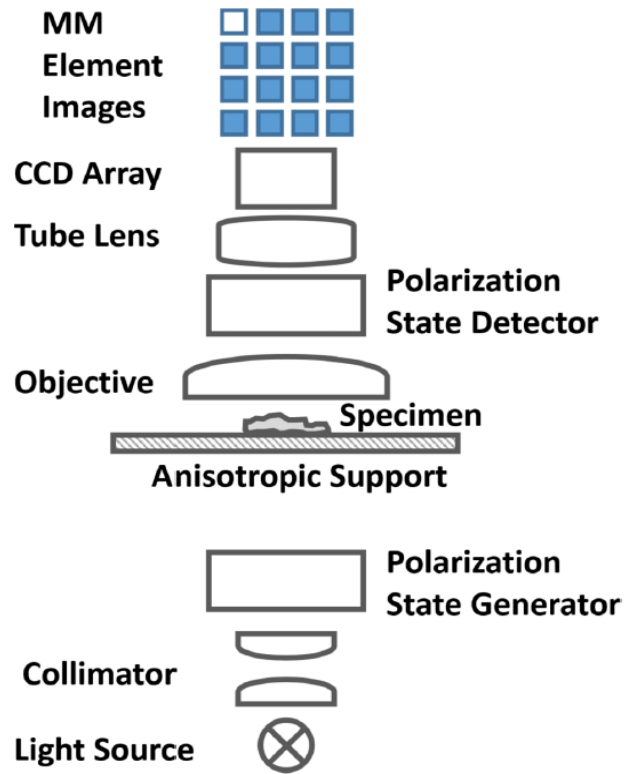 MM
Element
Images
CCD Array
Tube Lens
Polarization
State Detector
Objective
Specimen
Anisotropic Support
Polarization
State Generator
Collimator
Light Source